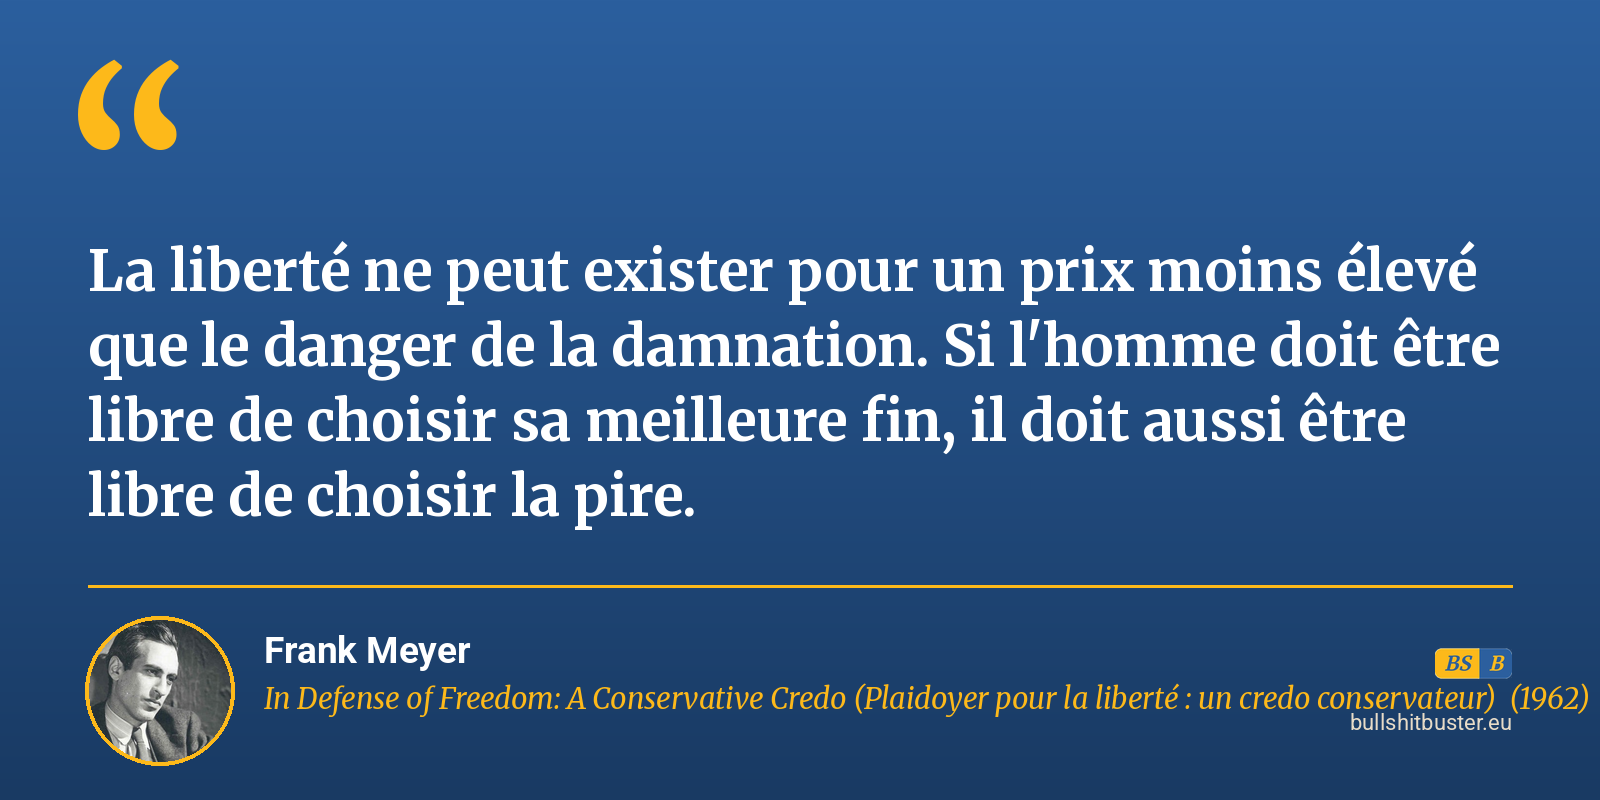 “
La liberté ne peut exister pour un prix moins élevé
que le danger de la damnation. Si l'homme doit être
libre de choisir sa meilleure fin, il doit aussi être
libre de choisir la pire.
Frank Meyer
BS B
In Defense of Freedom: A Conservative Credo (Plaidoyer pour la liberté : un credo conservateur) (1962)
bullshitbuster.eu